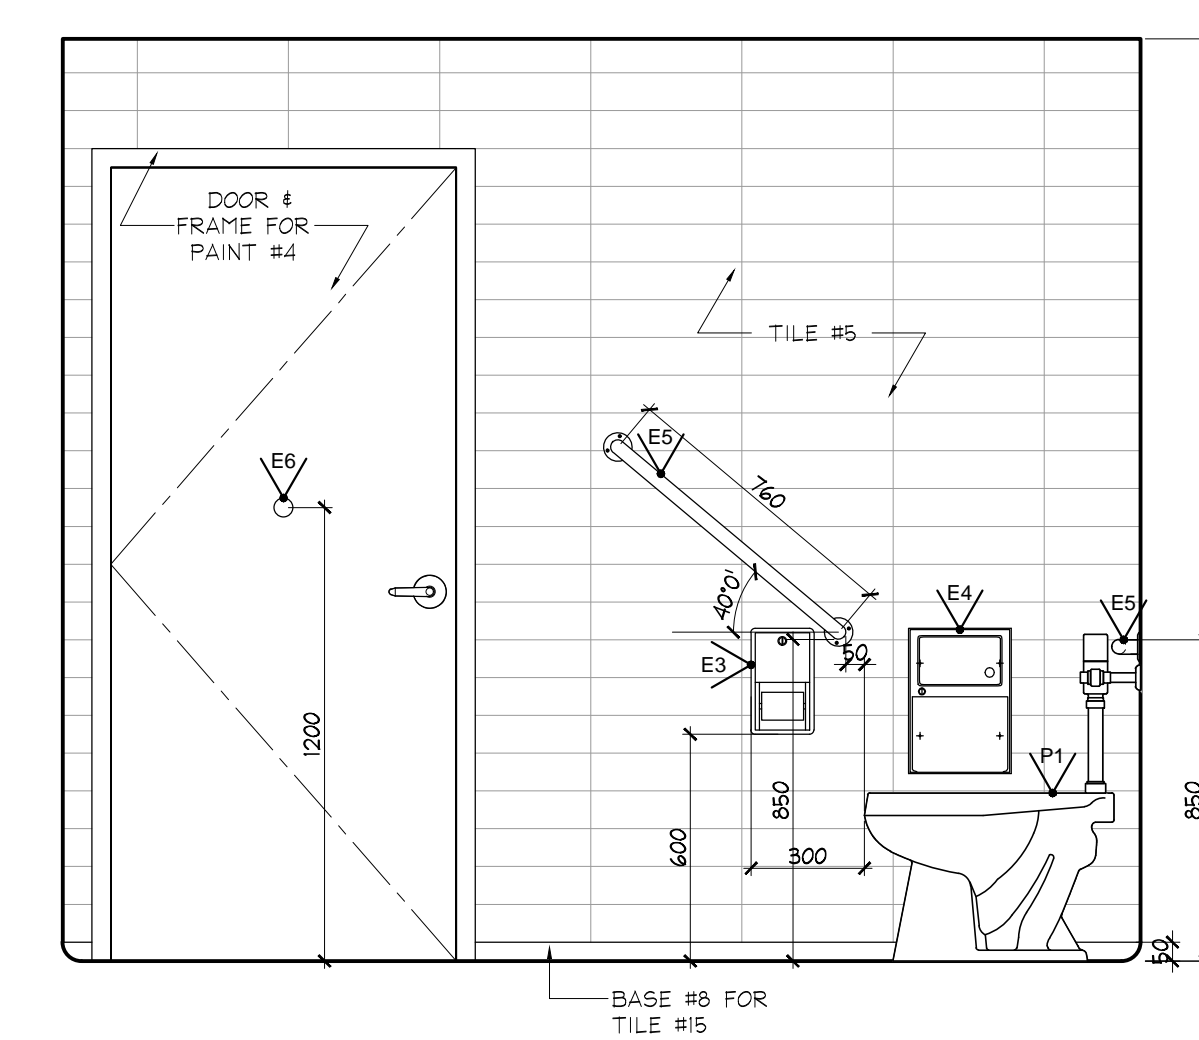 DOOR &
FRAME FOR
PAINT #4
TILE #5
E5
E6
760
40°0'
E4
E5
50
E3
1200
P1
850
850
600
300
50
BASE #8 FOR
TILE #15